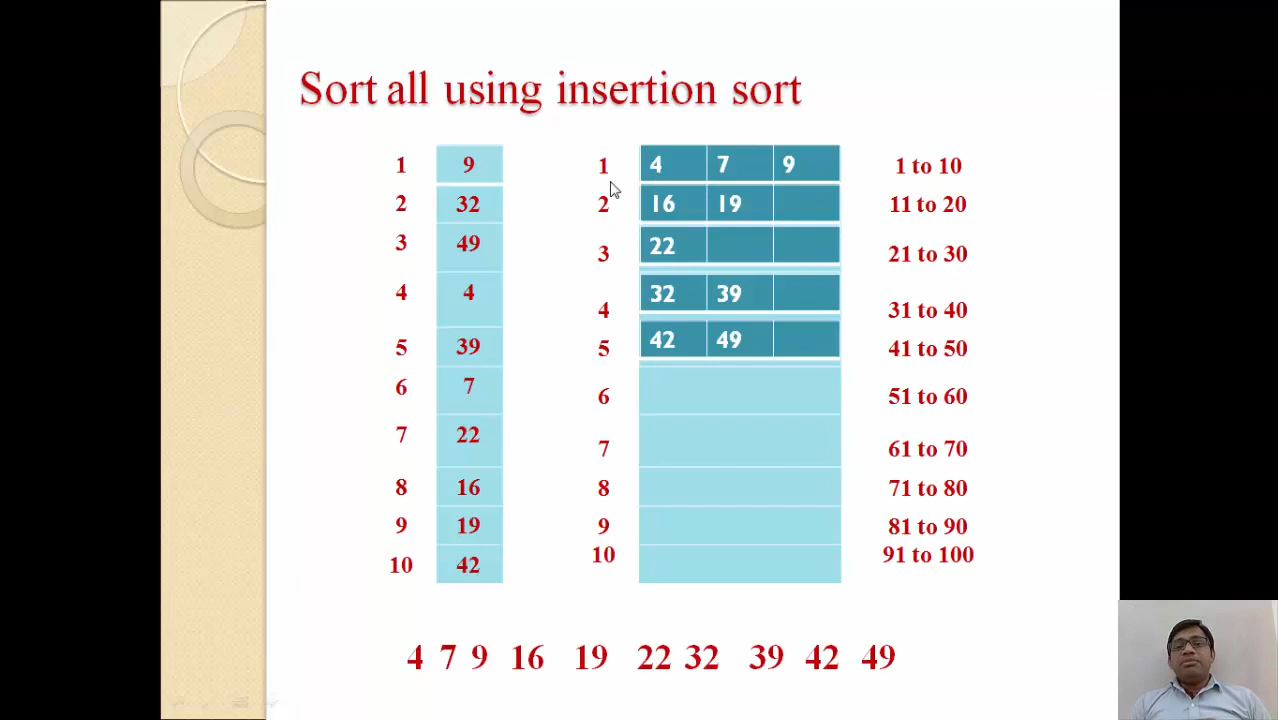 Sort all using insertion sort
1 9 1 4 7 9 1 to 10
2 32 2 16 19 11 to 20
3 49 3 22 21 to 30
4 4 4 32 39 31 to 40
5 39 5 42 49 41 to 50
6 7 6 51 to 60
7 22 7 61 to 70
8 16 8 71 to 80
9 19 9 81 to 90
10 42 10 91 to 100
4 7 9 16 19 22 32 39 42 49